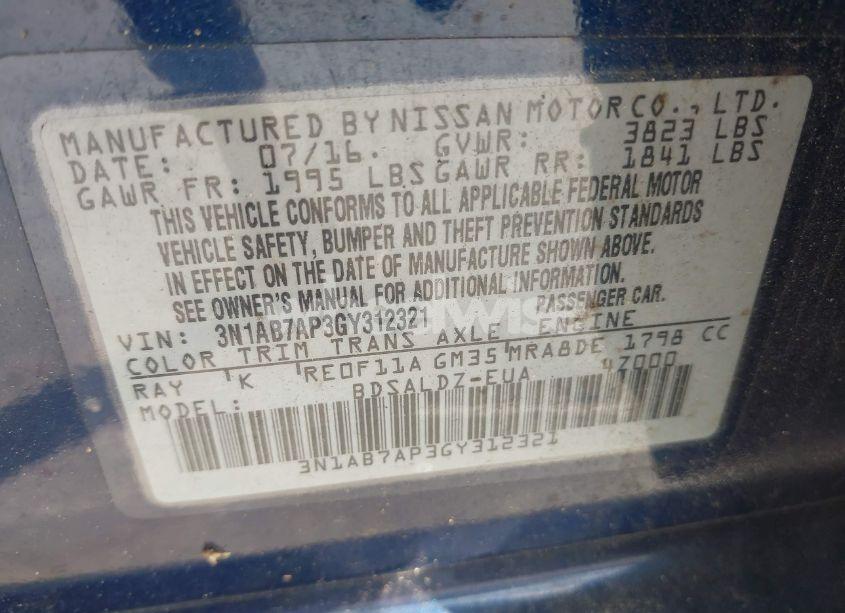 MANUFACTURED BY NISSAN MOTOR CO., LTD.
DATE: 07/16. GVWR: 3823 LBS
GAWR FR: 1995 LBS GAWR RR: 1841 LBS
THIS VEHICLE CONFORMS TO ALL APPLICABLE FEDERAL MOTOR
VEHICLE SAFETY, BUMPER AND THEFT PREVENTION STANDARDS
IN EFFECT ON THE DATE OF MANUFACTURE SHOWN ABOVE.
SEE OWNER'S MANUAL FOR ADDITIONAL INFORMATION.
VIN: 3N1AB7AP3GY312321 PASSENGER CAR.
COLOR TRIM TRANS AXLE ENGINE
RAY K RE0F11A GM35 MRA8DE 1798 CC
MODEL: BDSALDZ-EUA 47000
3N1AB7AP3GY312321